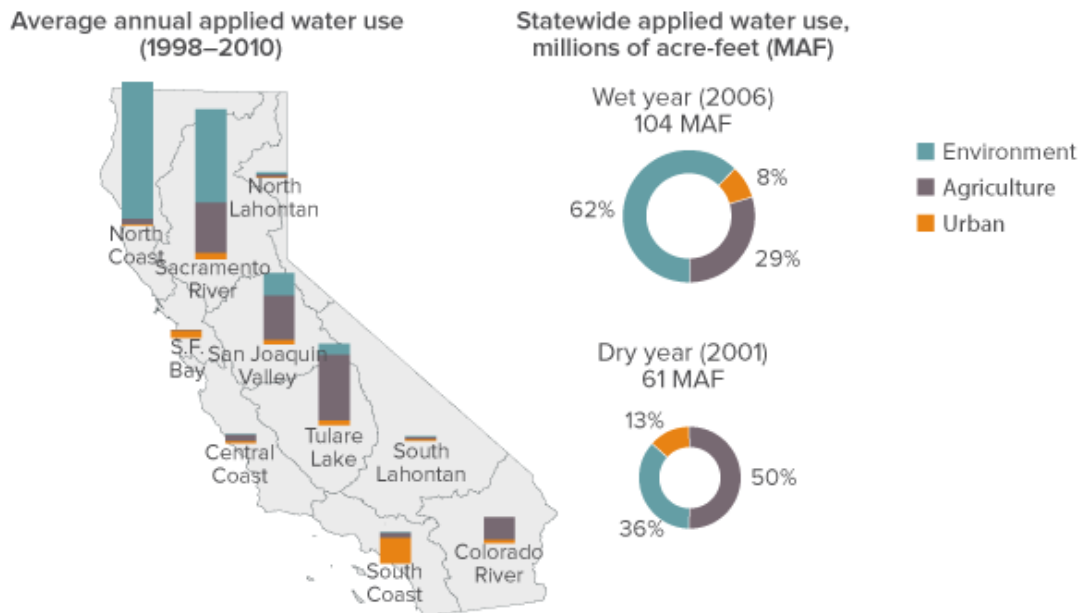 Average annual applied water use
(1998–2010)
Statewide applied water use,
millions of acre-feet (MAF)
Wet year (2006)
104 MAF
62%
8%
29%
Environment
Agriculture
Urban
North
Lahontan
North
Coast
Sacramento
River
S.F.
Bay
San Joaquin
Valley
Tulare
Lake
Central
Coast
South
Lahontan
South
Coast
Colorado
River
Dry year (2001)
61 MAF
13%
50%
36%